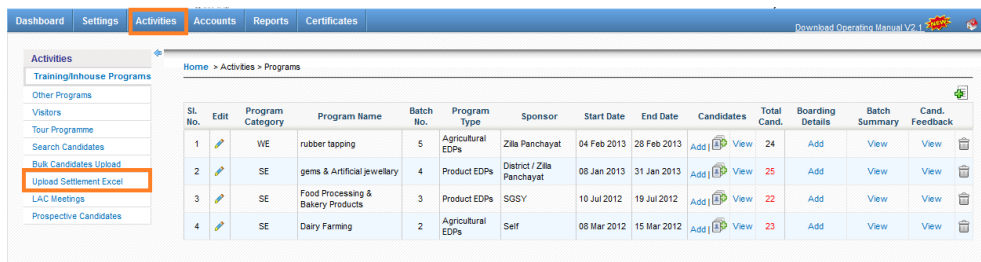 Dashboard Settings Activities Accounts Reports Certificates
Download Operating Manual V2.1 NEW
Activities
Training/Inhouse Programs
Other Programs
Visitors
Tour Programme
Search Candidates
Bulk Candidates Upload
Upload Settlement Excel
LAC Meetings
Prospective Candidates
Home > Activities > Programs
Sl. No. Edit Program Category Program Name Batch No. Program Type Sponsor Start Date End Date Candidates Total Cand. Boarding Details Batch Summary Cand. Feedback
1 WE rubber tapping 5 Agricultural EDPs Zilla Panchayat 04 Feb 2013 28 Feb 2013 Add | View 24 Add View View
2 SE gems & Artificial jewellary 4 Product EDPs District / Zilla Panchayat 08 Jan 2013 31 Jan 2013 Add | View 25 Add View View
3 SE Food Processing & Bakery Products 3 Product EDPs SGSY 10 Jul 2012 19 Jul 2012 Add | View 22 Add View View
4 SE Dairy Farming 2 Agricultural EDPs Self 08 Mar 2012 15 Mar 2012 Add | View 23 Add View View